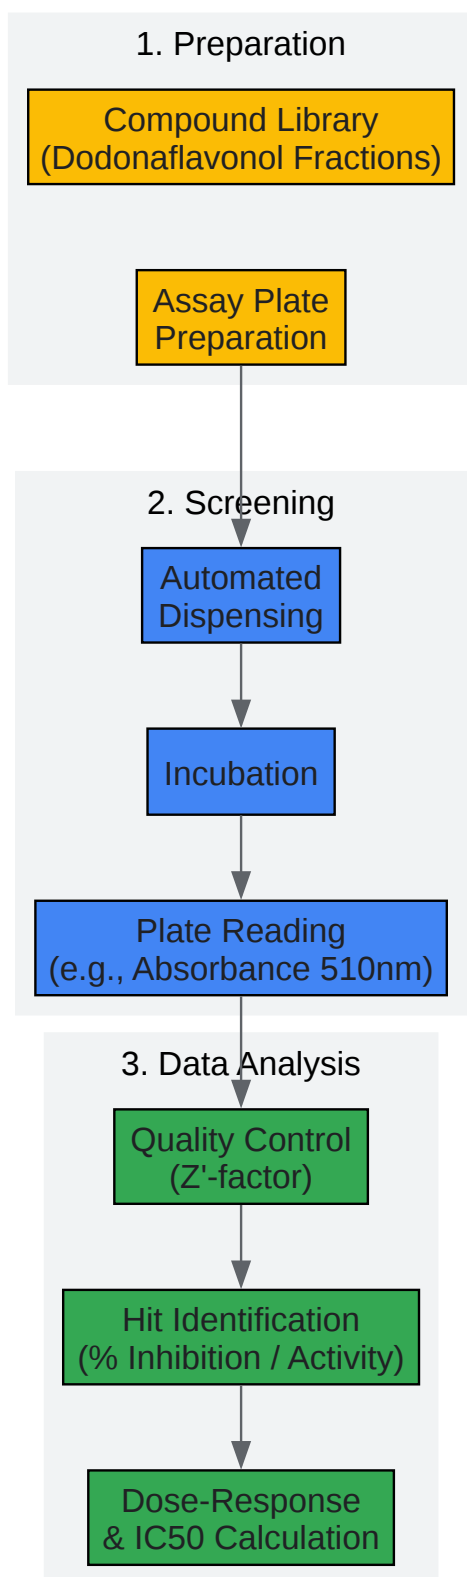 1. Preparation
Compound Library
(Dodonaflavonol Fractions)
Assay Plate
Preparation
2. Screening
Automated
Dispensing
Incubation
Plate Reading
(e.g., Absorbance 510nm)
3. Data Analysis
Quality Control
(Z'-factor)
Hit Identification
(% Inhibition / Activity)
Dose-Response
& IC50 Calculation